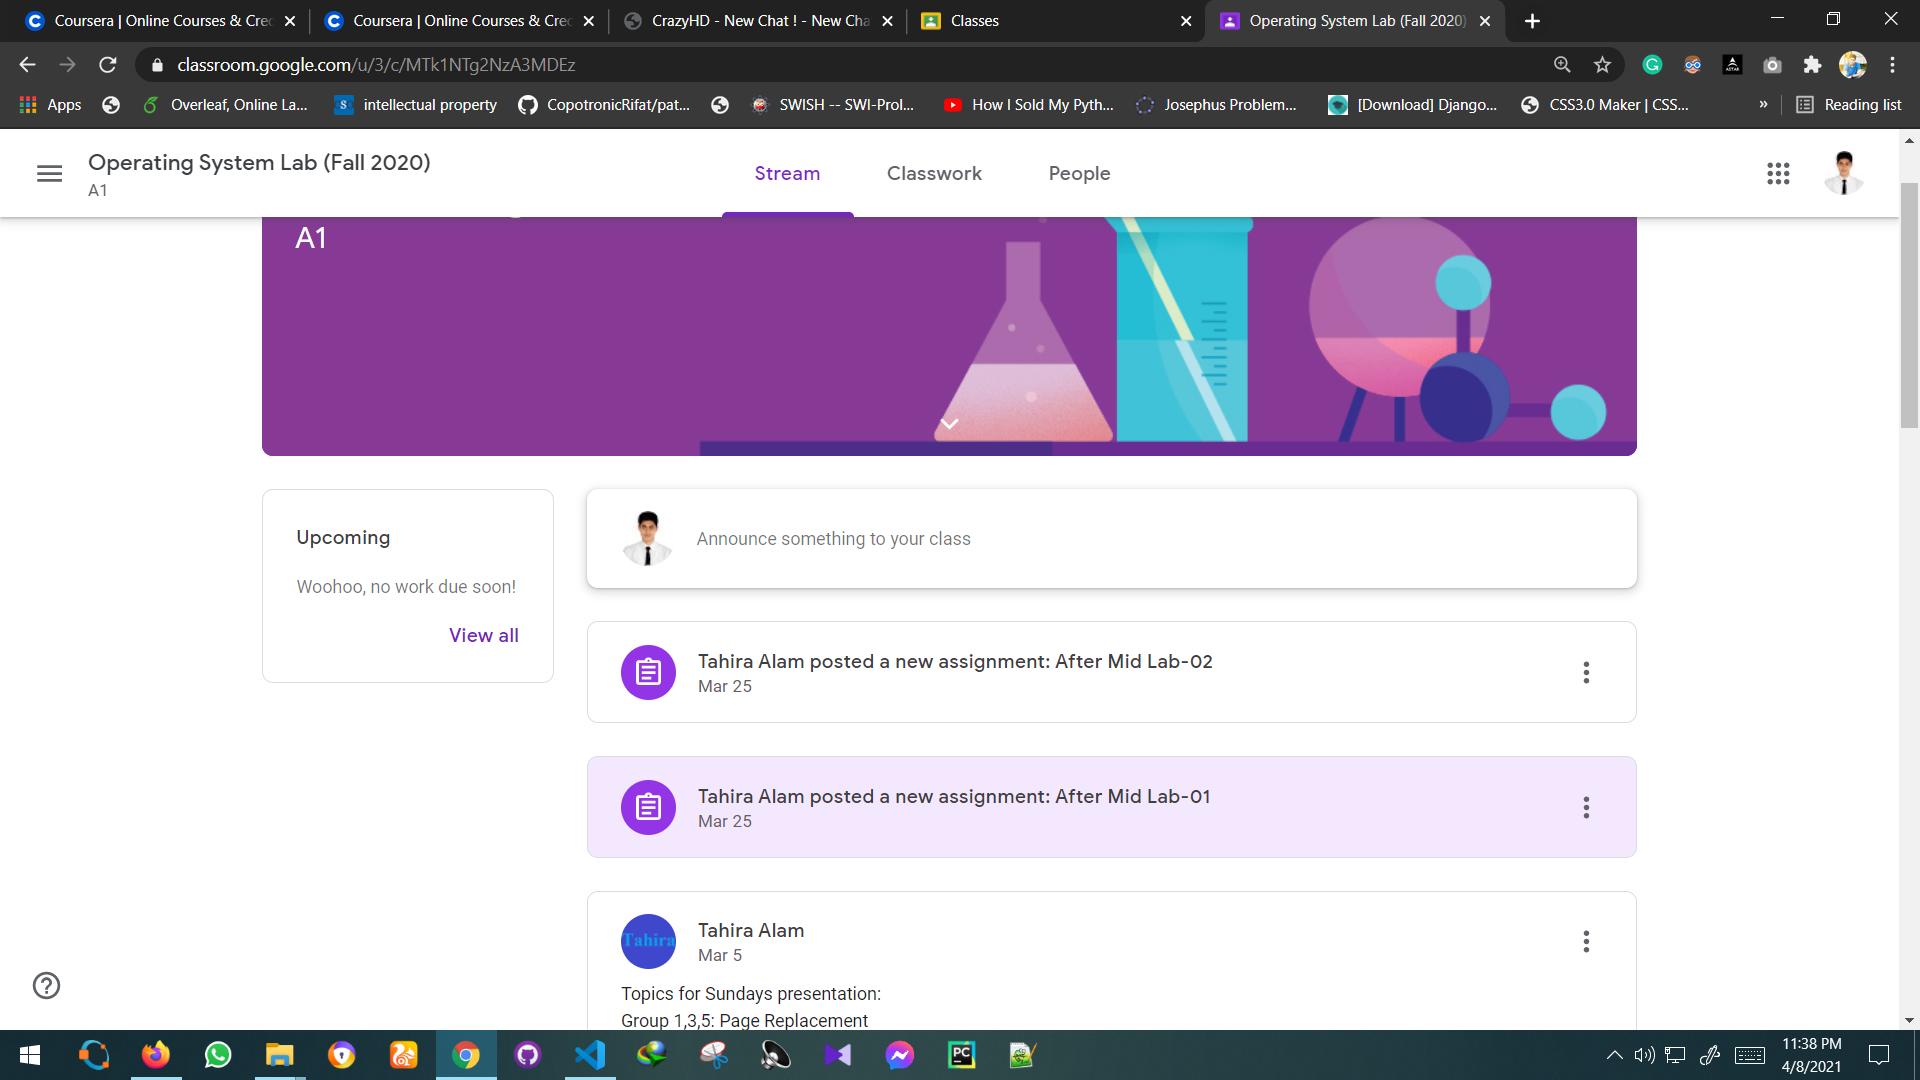 Coursera | Online Courses & Cre
Coursera | Online Courses & Cre
CrazyHD - New Chat ! - New Cha
Classes
Operating System Lab (Fall 2020)
classroom.google.com/u/3/c/MTk1NTg2NzA3MDEz
Apps
Overleaf, Online La...
S
intellectual property
CopotronicRifat/pat...
SWISH -- SWI-Prol...
How I Sold My Pyth...
Josephus Problem...
[Download] Django...
CSS3.0 Maker | CSS...
»
Reading list
Operating System Lab (Fall 2020)
A1
Stream
Classwork
People
A1
Upcoming
Woohoo, no work due soon!
View all
Announce something to your class
Tahira Alam posted a new assignment: After Mid Lab-02
Mar 25
Tahira Alam posted a new assignment: After Mid Lab-01
Mar 25
Tahira
Tahira Alam
Mar 5
Topics for Sundays presentation:
Group 1,3,5: Page Replacement
PC
11:38 PM
4/8/2021